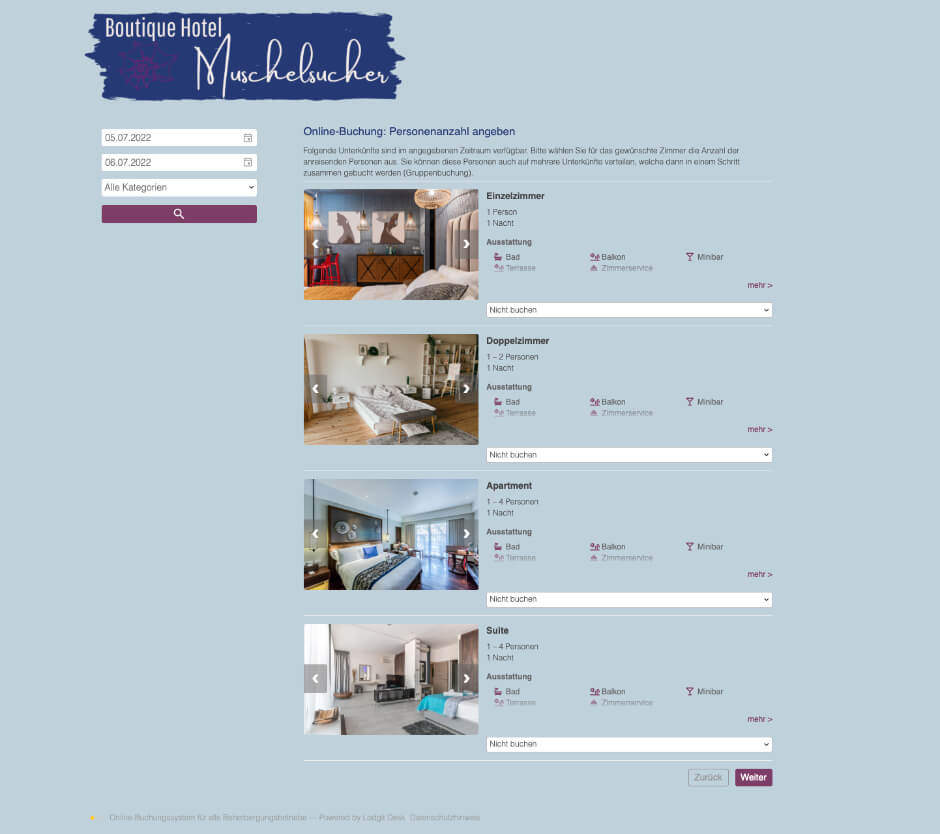 Boutique Hotel
Muschelsucher
05.07.2022
06.07.2022
Alle Kategorien
Online-Buchung: Personenanzahl angeben
Folgende Unterkünfte sind im angegebenen Zeitraum verfügbar. Bitte wählen Sie für das gewünschte Zimmer die Anzahl der
anreisenden Personen aus. Sie können diese Personen auch auf mehrere Unterkünfte verteilen, welche dann in einem Schritt
zusammen gebucht werden (Gruppenbuchung).
Einzelzimmer
1 Person
1 Nacht
Ausstattung
Bad Balkon Minibar
Terrasse Zimmerservice
mehr >
Nicht buchen
Doppelzimmer
1 – 2 Personen
1 Nacht
Ausstattung
Bad Balkon Minibar
Terrasse Zimmerservice
mehr >
Nicht buchen
Apartment
1 – 4 Personen
1 Nacht
Ausstattung
Bad Balkon Minibar
Terrasse Zimmerservice
mehr >
Nicht buchen
Suite
1 – 4 Personen
1 Nacht
Ausstattung
Bad Balkon Minibar
Terrasse Zimmerservice
mehr >
Nicht buchen
Zurück Weiter
Online-Buchungssystem für alle Beherbergungsbetriebe — Powered by Lodgit Desk Datenschutzhinweis